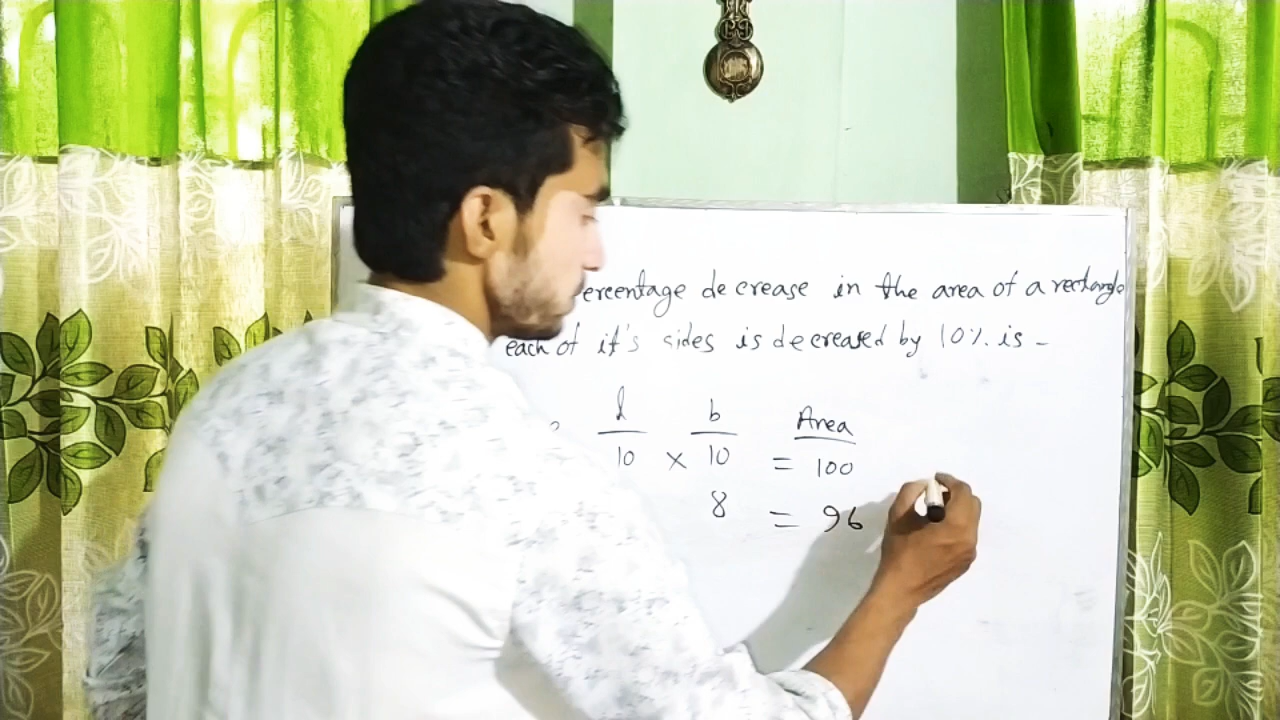 ercentage decrease in the area of a rectangle
each of it's sides is decreased by 10% is -
l b Area
10 × 10 = 100
8 = 96